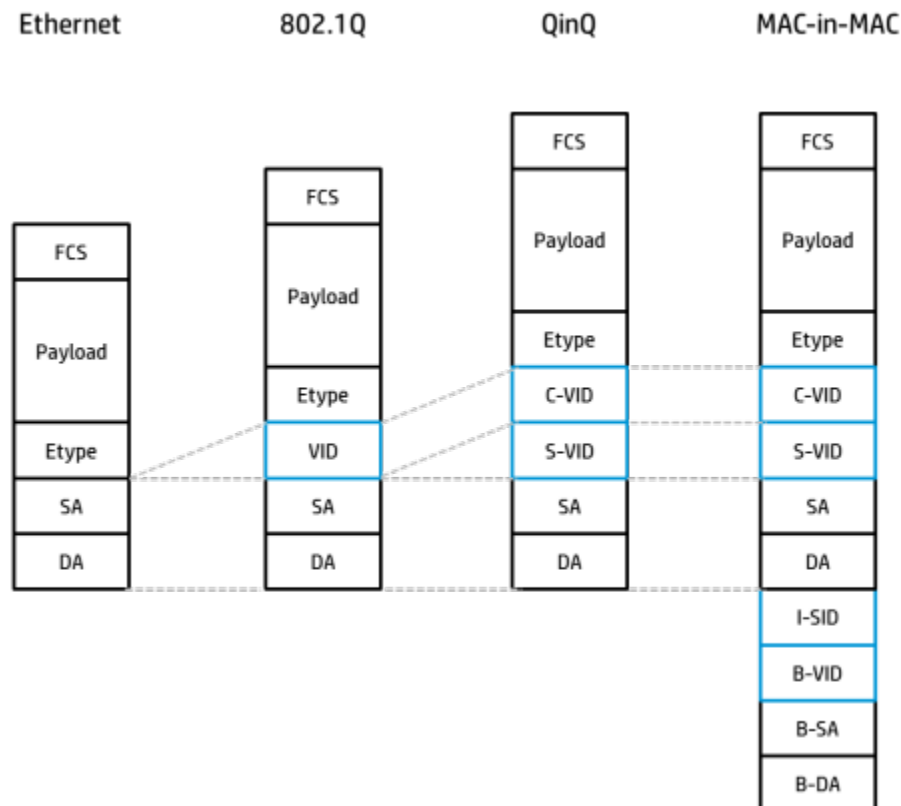 Ethernet
802.1Q
QinQ
MAC-in-MAC
FCS
Payload
Etype
SA
DA
FCS
Payload
Etype
VID
SA
DA
FCS
Payload
Etype
C-VID
S-VID
SA
DA
FCS
Payload
Etype
C-VID
S-VID
SA
DA
I-SID
B-VID
B-SA
B-DA